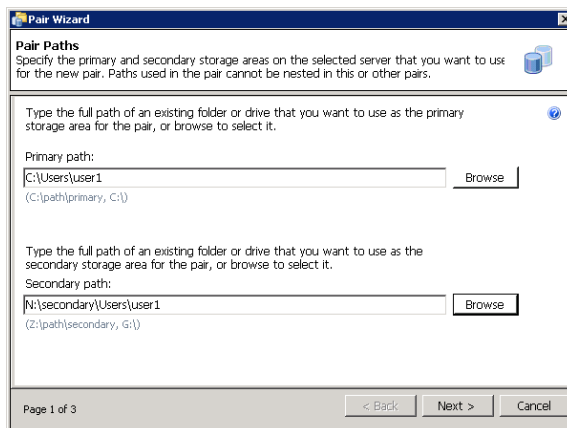 Pair Wizard
Pair Paths
Specify the primary and secondary storage areas on the selected server that you want to use
for the new pair. Paths used in the pair cannot be nested in this or other pairs.
Type the full path of an existing folder or drive that you want to use as the primary
storage area for the pair, or browse to select it.
Primary path:
C:\Users\user1
Browse
(C:\path\primary, C:\)
Type the full path of an existing folder or drive that you want to use as the
secondary storage area for the pair, or browse to select it.
Secondary path:
N:\secondary\Users\user1
Browse
(Z:\path\secondary, G:\)
Page 1 of 3
< Back
Next >
Cancel